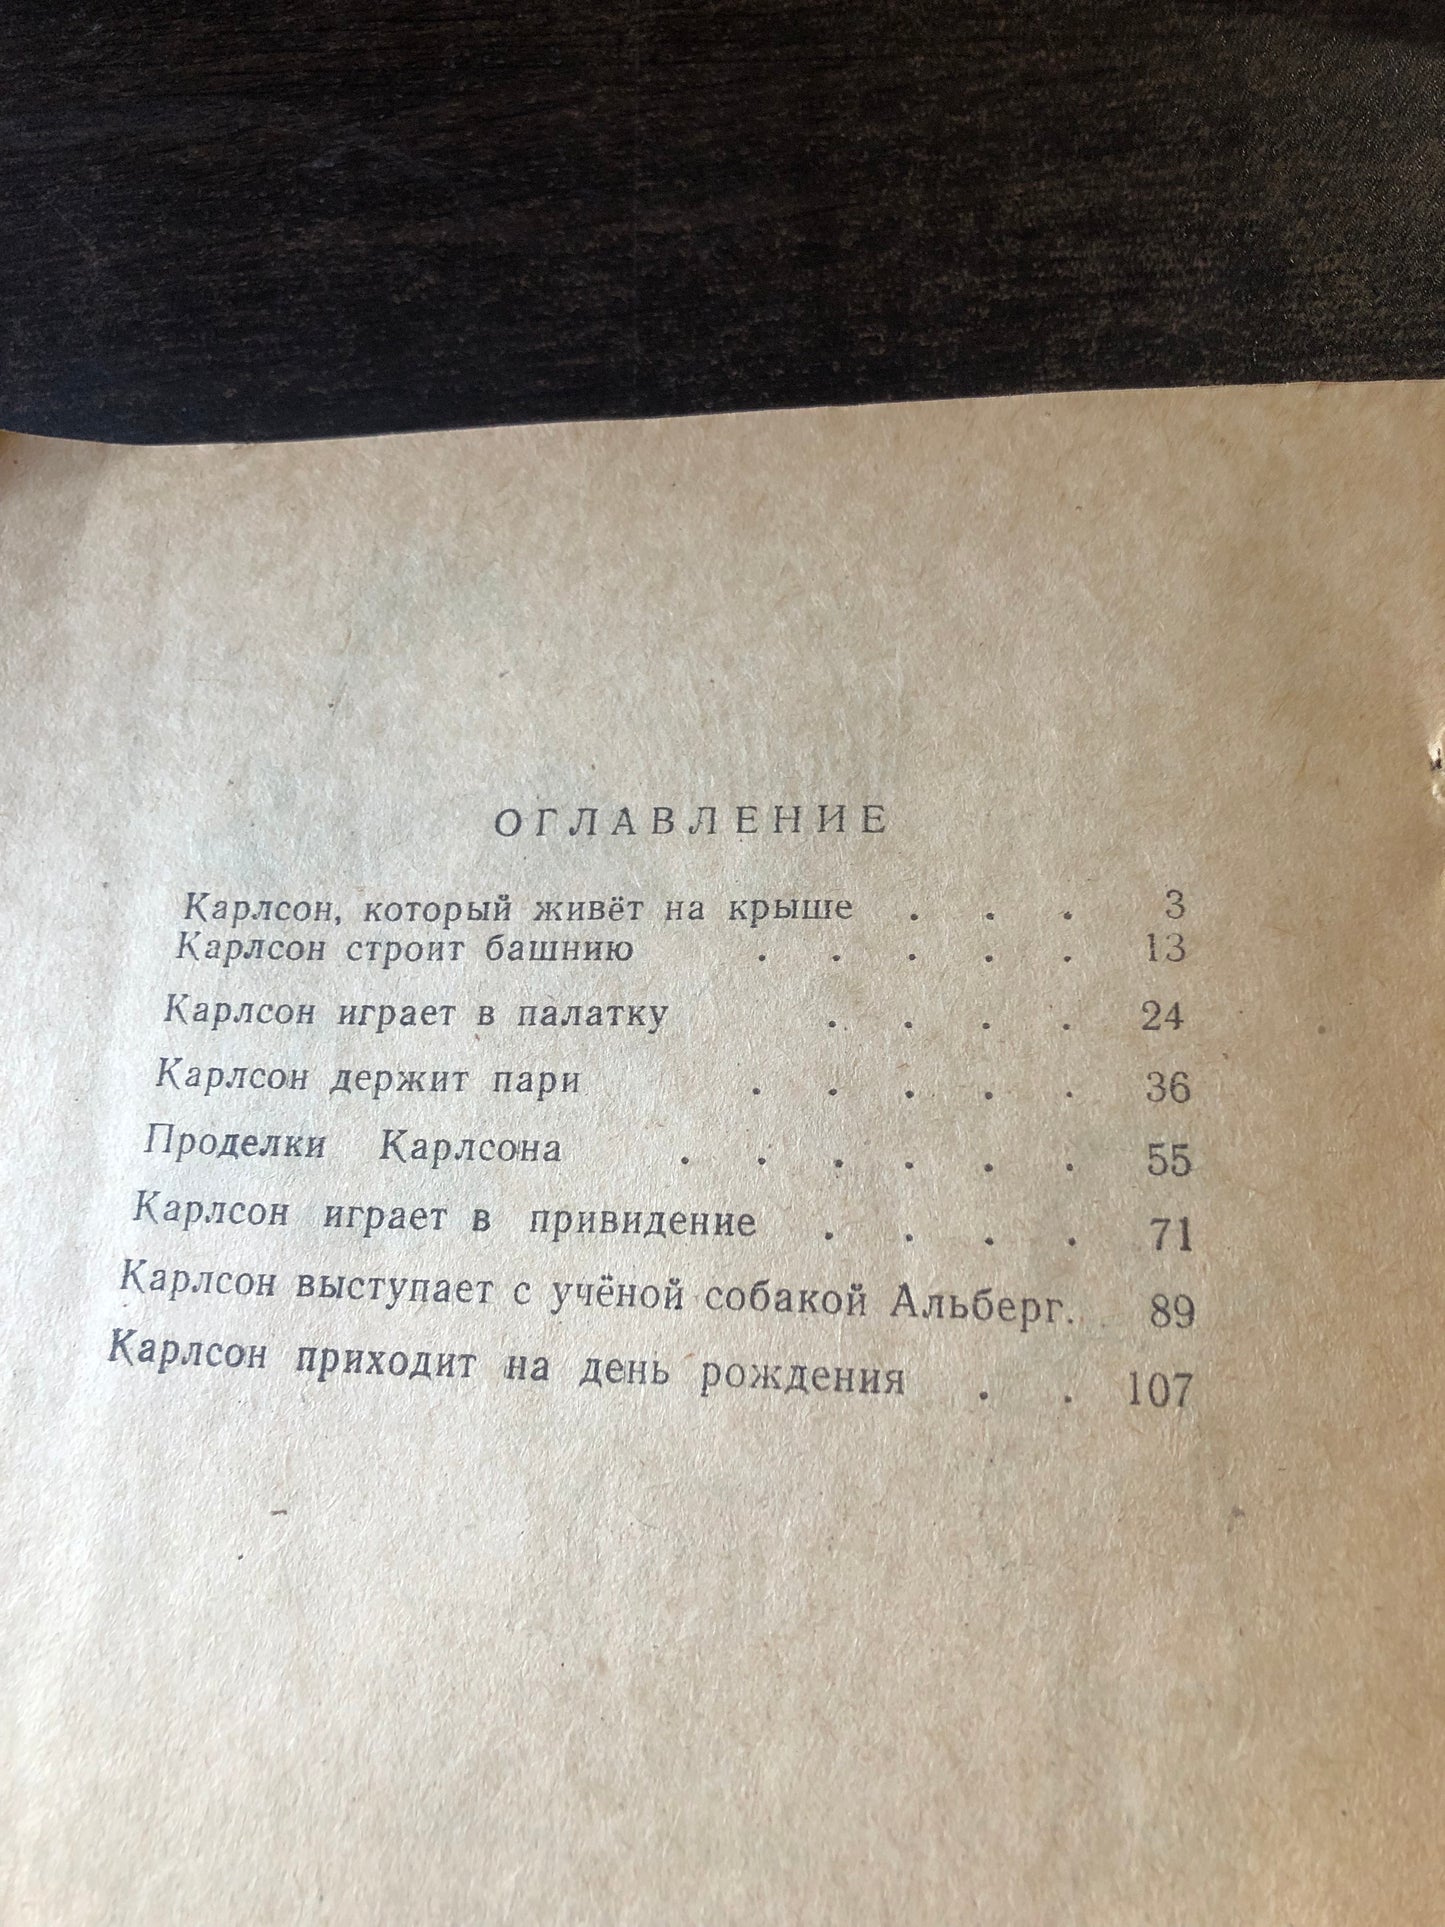 ОГЛАВЛЕНИЕ
Карлсон, который живёт на крыше . . . 3
Карлсон строит башнию . . . . . 13
Карлсон играет в палатку . . . . 24
Карлсон держит пари . . . . . 36
Проделки Карлсона . . . . . . 55
Карлсон играет в привидение . . . . 71
Карлсон выступает с учёной собакой Альберг. . 89
Карлсон приходит на день рождения . . 107